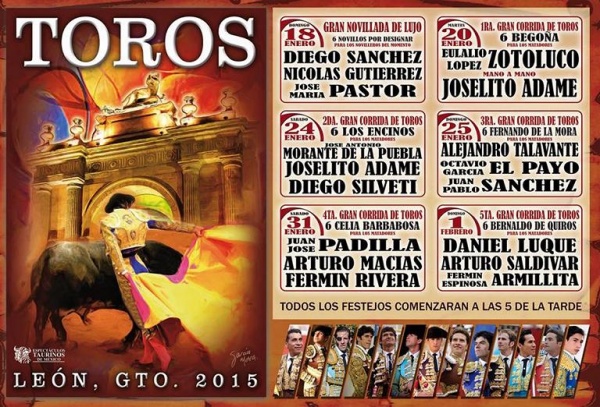 TOROS
ESPECTACULOS
TAURINOS
DE MEXICO
LEÓN, GTO. 2015
DOMINGO
18
ENERO
GRAN NOVILLADA DE LUJO
6 NOVILLOS POR DESIGNAR
PARA LOS NOVILLEROS DEL MOMENTO
DIEGO SANCHEZ
NICOLAS GUTIERREZ
JOSE MARIA PASTOR
MARTES
20
ENERO
1RA. GRAN CORRIDA DE TOROS
6 BEGOÑA
PARA LOS MATADORES
EULALIO LOPEZ ZOTOLUCO
MANO A MANO
JOSELITO ADAME
SABADO
24
ENERO
2DA. GRAN CORRIDA DE TOROS
6 LOS ENCINOS
PARA LOS MATADORES
JOSE ANTONIO
MORANTE DE LA PUEBLA
JOSELITO ADAME
DIEGO SILVETI
DOMINGO
25
ENERO
3RA. GRAN CORRIDA DE TOROS
6 FERNANDO DE LA MORA
PARA LOS MATADORES
ALEJANDRO TALAVANTE
OCTAVIO GARCIA EL PAYO
JUAN PABLO SANCHEZ
SABADO
31
ENERO
4TA. GRAN CORRIDA DE TOROS
6 CELIA BARBABOSA
PARA LOS MATADORES
JUAN JOSE PADILLA
ARTURO MACIAS
FERMIN RIVERA
DOMINGO
1
FEBRERO
5TA. GRAN CORRIDA DE TOROS
6 BERNALDO DE QUIROS
PARA LOS MATADORES
DANIEL LUQUE
ARTURO SALDIVAR
FERMIN ESPINOSA ARMILLITA
TODOS LOS FESTEJOS COMENZARAN A LAS 5 DE LA TARDE